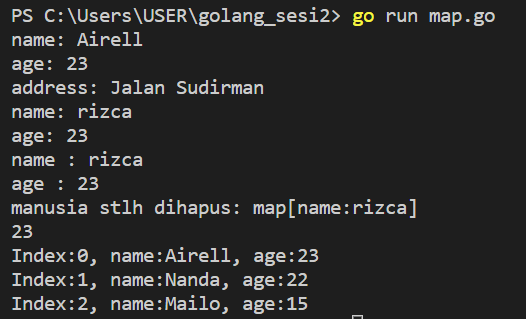 PS C:\Users\USER\golang_sesi2> go run map.go
name: Airell
age: 23
address: Jalan Sudirman
name: rizca
age: 23
name : rizca
age : 23
manusia stlh dihapus: map[name:rizca]
23
Index:0, name:Airell, age:23
Index:1, name:Nanda, age:22
Index:2, name:Mailo, age:15